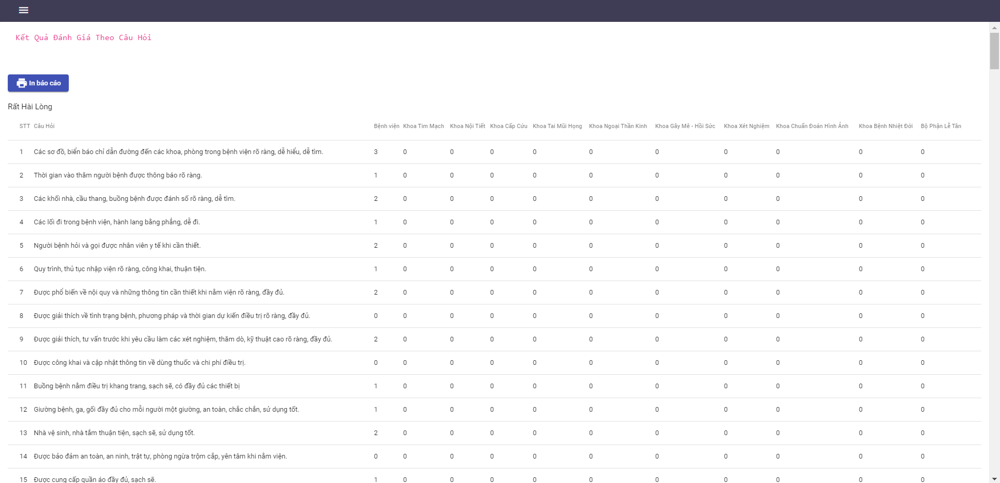 Kết Quả Đánh Giá Theo Câu Hỏi
In báo cáo
Rất Hài Lòng
STT Câu Hỏi Bệnh viện Khoa Tim Mạch Khoa Nội Tiết Khoa Cấp Cứu Khoa Tai Mũi Họng Khoa Ngoại Thần Kinh Khoa Gây Mê - Hồi Sức Khoa Xét Nghiệm Khoa Chuẩn Đoán Hình Ảnh Khoa Bệnh Nhiệt Đới Bộ Phận Lễ Tân
1 Các sơ đồ, biển báo chỉ dẫn đường đến các khoa, phòng trong bệnh viện rõ ràng, dễ hiểu, dễ tìm. 3 0 0 0 0 0 0 0 0 0 0
2 Thời gian vào thăm người bệnh được thông báo rõ ràng. 1 0 0 0 0 0 0 0 0 0 0
3 Các khối nhà, cầu thang, buồng bệnh được đánh số rõ ràng, dễ tìm. 2 0 0 0 0 0 0 0 0 0 0
4 Các lối đi trong bệnh viện, hành lang bằng phẳng, dễ đi. 1 0 0 0 0 0 0 0 0 0 0
5 Người bệnh hỏi và gọi được nhân viên y tế khi cần thiết. 2 0 0 0 0 0 0 0 0 0 0
6 Quy trình, thủ tục nhập viện rõ ràng, công khai, thuận tiện. 1 0 0 0 0 0 0 0 0 0 0
7 Được phổ biến về nội quy và những thông tin cần thiết khi nằm viện rõ ràng, đầy đủ. 2 0 0 0 0 0 0 0 0 0 0
8 Được giải thích về tình trạng bệnh, phương pháp và thời gian dự kiến điều trị rõ ràng, đầy đủ. 0 0 0 0 0 0 0 0 0 0 0
9 Được giải thích, tư vấn trước khi yêu cầu làm các xét nghiệm, thăm dò, kỹ thuật cao rõ ràng, đầy đủ. 2 0 0 0 0 0 0 0 0 0 0
10 Được công khai và cập nhật thông tin về dùng thuốc và chi phí điều trị. 0 0 0 0 0 0 0 0 0 0 0
11 Buồng bệnh nằm điều trị khang trang, sạch sẽ, có đầy đủ các thiết bị 1 0 0 0 0 0 0 0 0 0 0
12 Giường bệnh, ga, gối đầy đủ cho mỗi người một giường, an toàn, chắc chắn, sử dụng tốt. 1 0 0 0 0 0 0 0 0 0 0
13 Nhà vệ sinh, nhà tắm thuận tiện, sạch sẽ, sử dụng tốt. 2 0 0 0 0 0 0 0 0 0 0
14 Được bảo đảm an toàn, an ninh, trật tự, phòng ngừa trộm cắp, yên tâm khi nằm viện. 0 0 0 0 0 0 0 0 0 0 0
15 Được cung cấp quần áo đầy đủ, sạch sẽ. 1 0 0 0 0 0 0 0 0 0 0